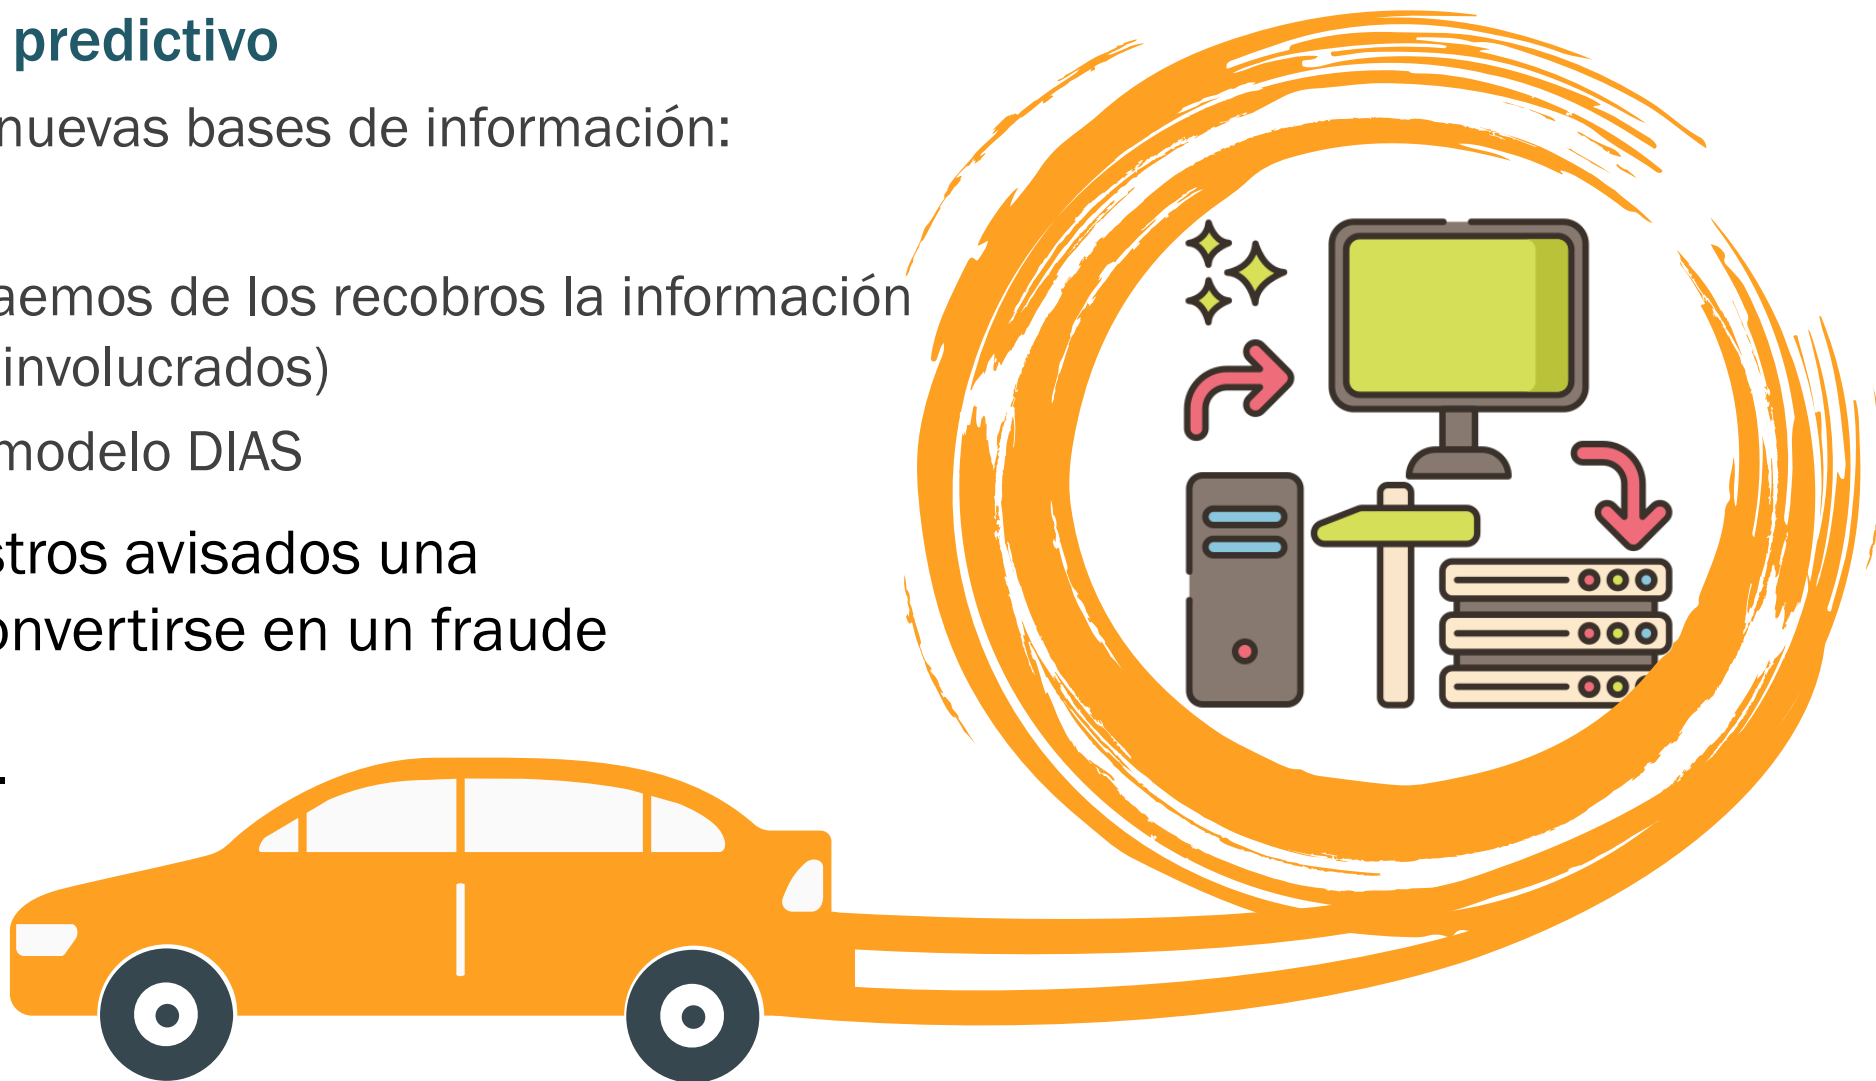 predictivo
nuevas bases de información:
aemos de los recobros la información
involucrados)
modelo DIAS
stros avisados una
onvertirse en un fraude
.